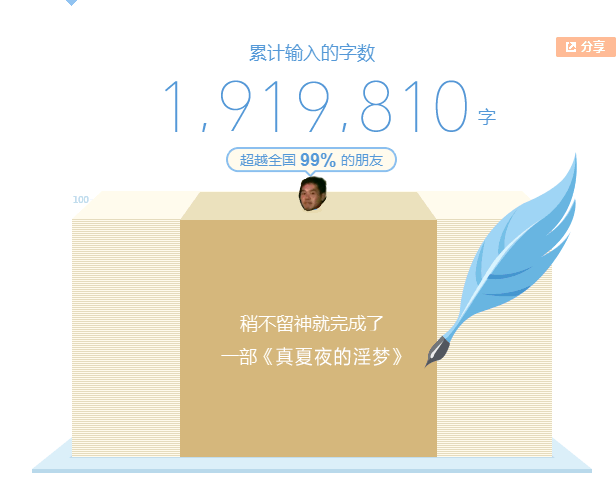 累计输入的字数
分享
1,919,810 字
超越全国 99% 的朋友
100
稍不留神就完成了
一部《真夏夜的淫梦》